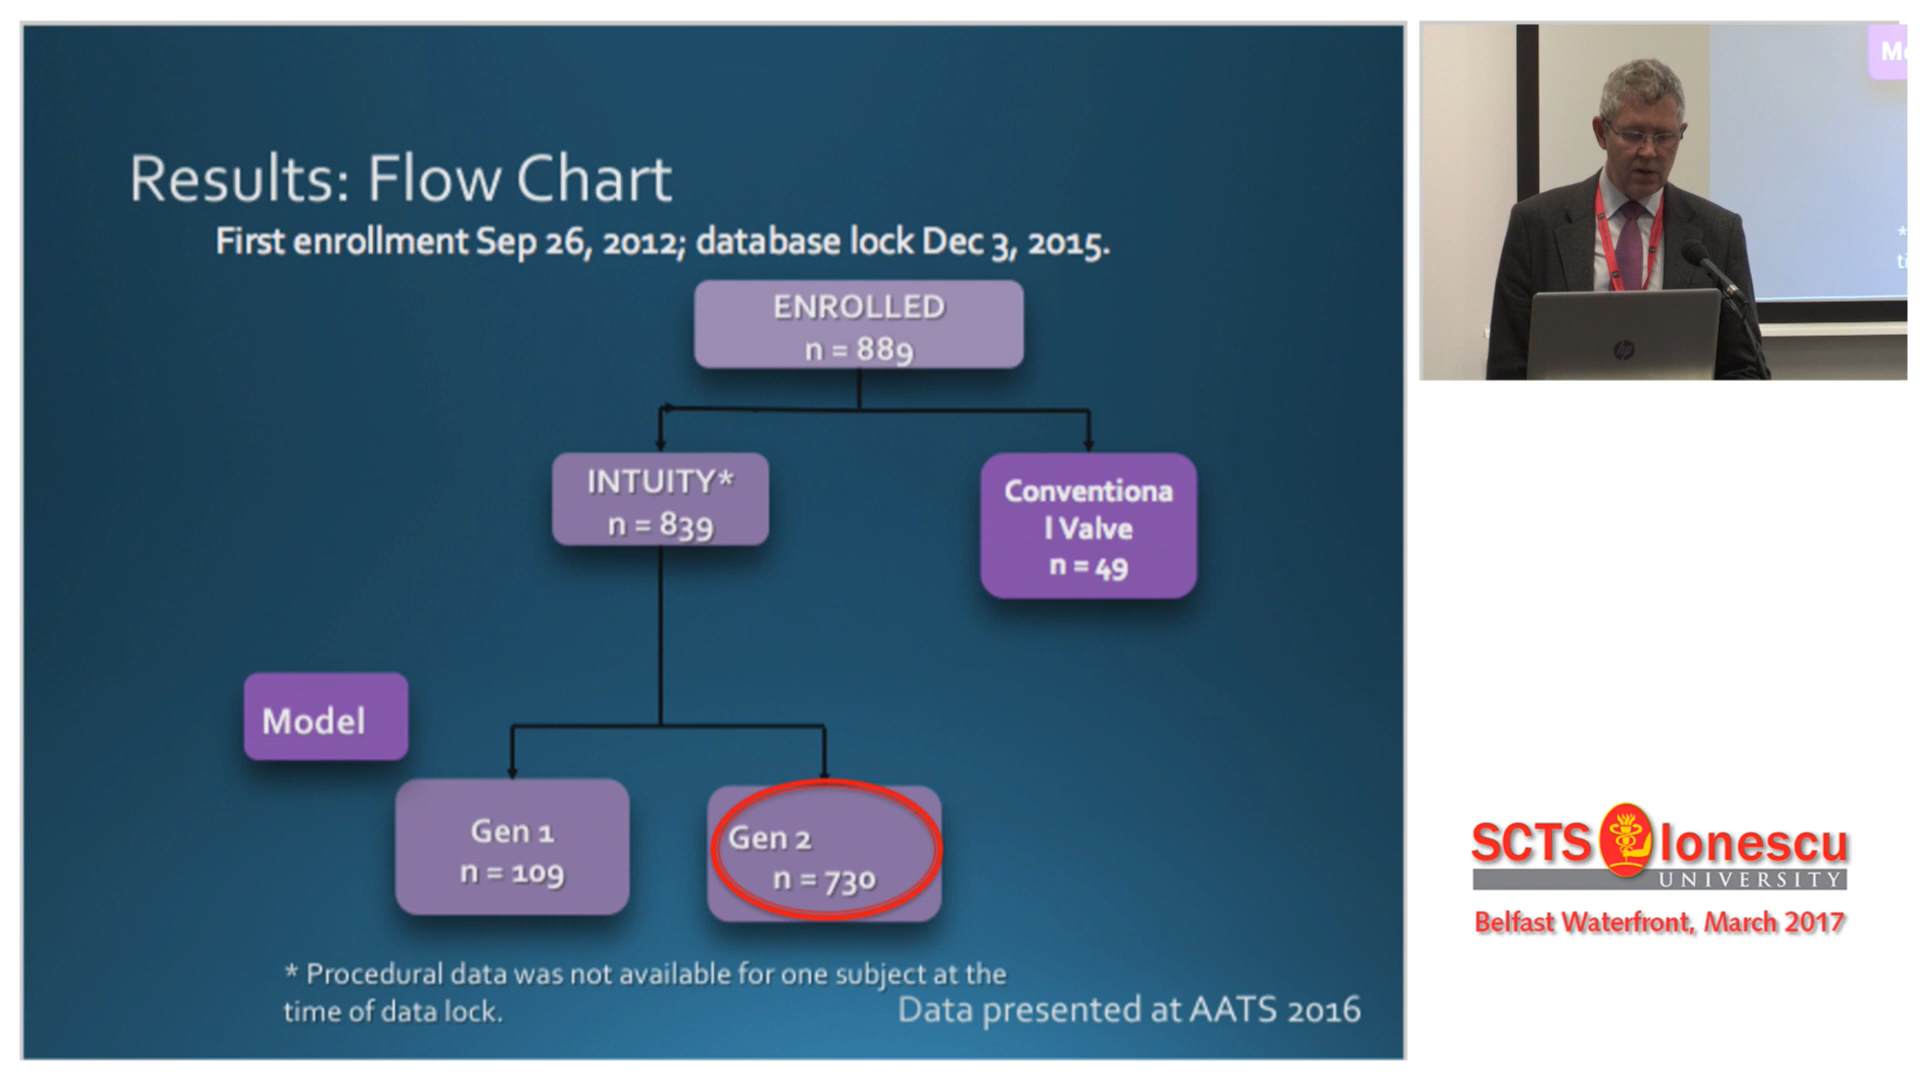 Results: Flow Chart
First enrollment Sep 26, 2012; database lock Dec 3, 2015.
ENROLLED
n = 889
INTUITY*
n = 839
Conventiona
l Valve
n = 49
Model
Gen 1
n = 109
Gen 2
n = 730
* Procedural data was not available for one subject at the
time of data lock.
Data presented at AATS 2016
hp
SCTS Ionescu
UNIVERSITY
Belfast Waterfront, March 2017